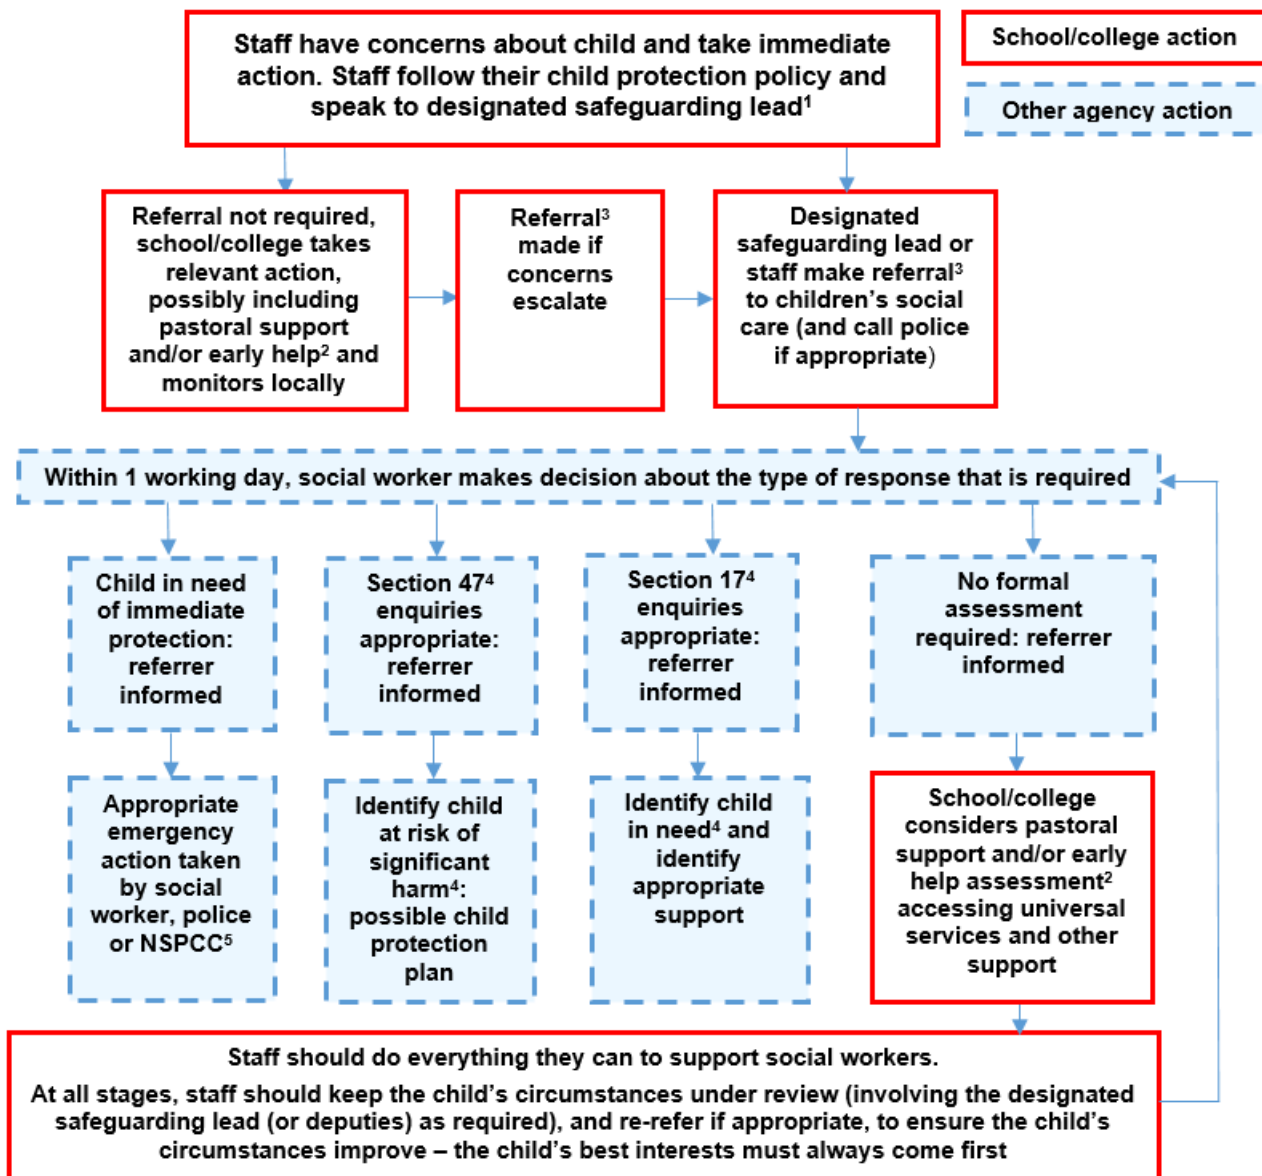 Staff have concerns about child and take immediate
action. Staff follow their child protection policy and
speak to designated safeguarding lead¹
School/college action
Other agency action
Referral not required,
school/college takes
relevant action,
possibly including
pastoral support
and/or early help² and
monitors locally
Referral³
made if
concerns
escalate
Designated
safeguarding lead or
staff make referral³
to children’s social
care (and call police
if appropriate)
Within 1 working day, social worker makes decision about the type of response that is required
Child in need
of immediate
protection:
referrer
informed
Section 47⁴
enquiries
appropriate:
referrer
informed
Section 17⁴
enquiries
appropriate:
referrer
informed
No formal
assessment
required: referrer
informed
Appropriate
emergency
action taken
by social
worker, police
or NSPCC⁵
Identify child
at risk of
significant
harm⁴:
possible child
protection
plan
Identify child
in need⁴ and
identify
appropriate
support
School/college
considers pastoral
support and/or early
help assessment²
accessing universal
services and other
support
Staff should do everything they can to support social workers.
At all stages, staff should keep the child’s circumstances under review (involving the designated
safeguarding lead (or deputies) as required), and re-refer if appropriate, to ensure the child’s
circumstances improve – the child’s best interests must always come first